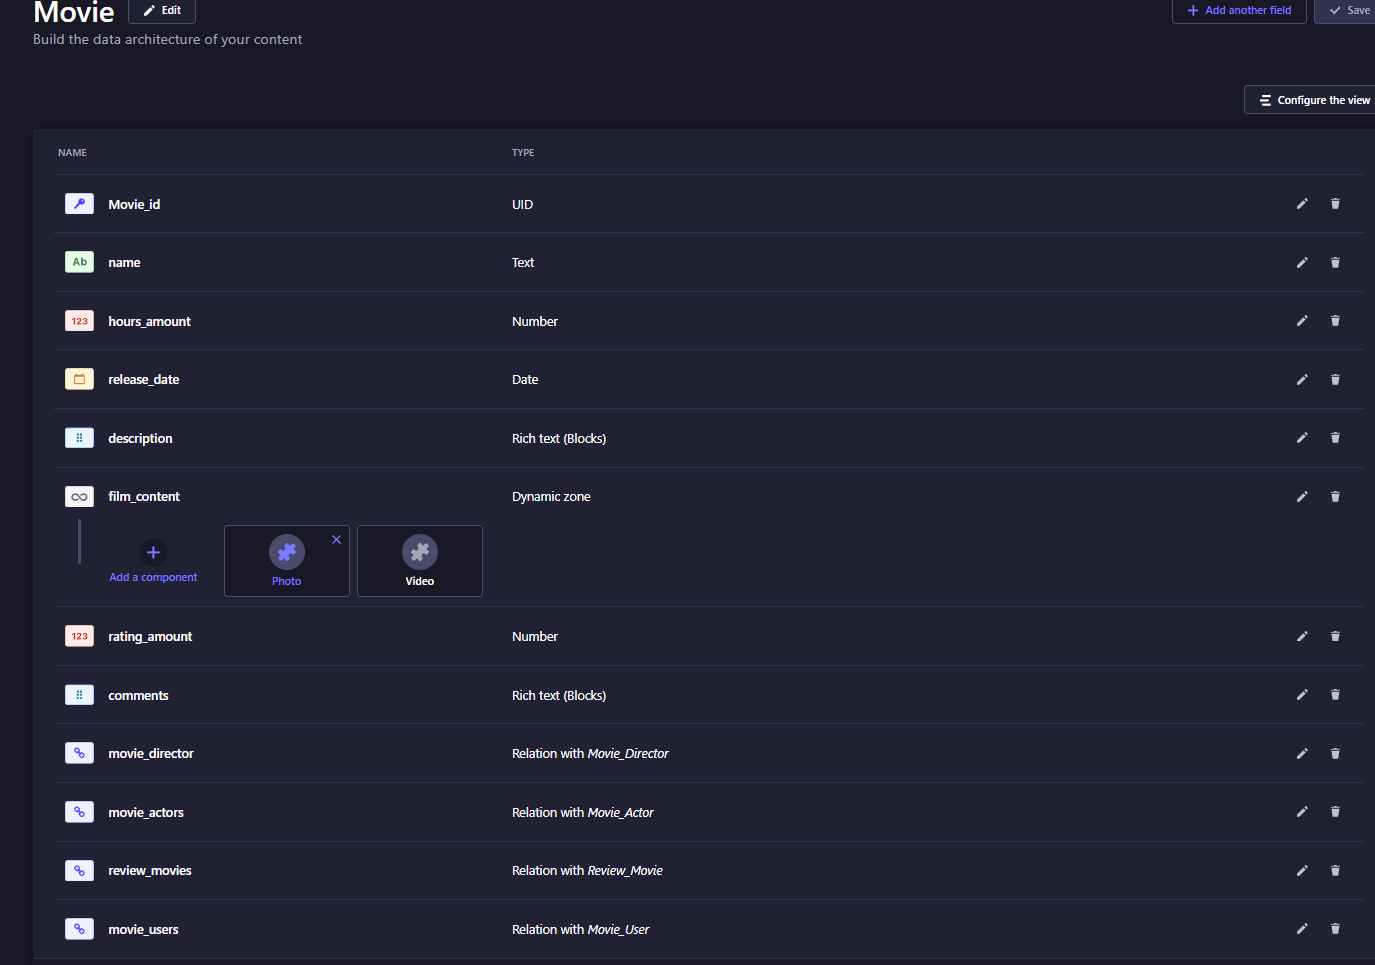 Movie
Edit
Add another field
Save
Build the data architecture of your content
Configure the view
NAME TYPE
Movie_id UID
Ab name Text
123 hours_amount Number
release_date Date
description Rich text (Blocks)
film_content Dynamic zone
Add a component
Photo
Video
123 rating_amount Number
comments Rich text (Blocks)
movie_director Relation with Movie_Director
movie_actors Relation with Movie_Actor
review_movies Relation with Review_Movie
movie_users Relation with Movie_User